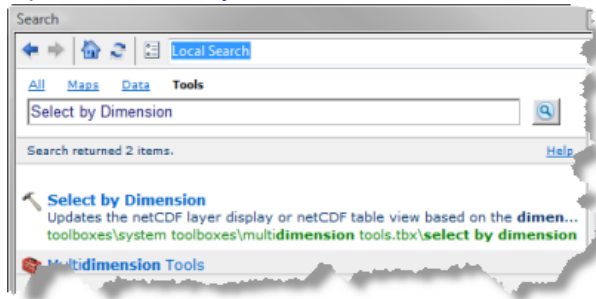 Search
Local Search
All Maps Data Tools
Select by Dimension
Search returned 2 items. Help
Select by Dimension
Updates the netCDF layer display or netCDF table view based on the dimen...
toolboxes\system toolboxes\multidimension tools.tbx\select by dimension
Multidimension Tools